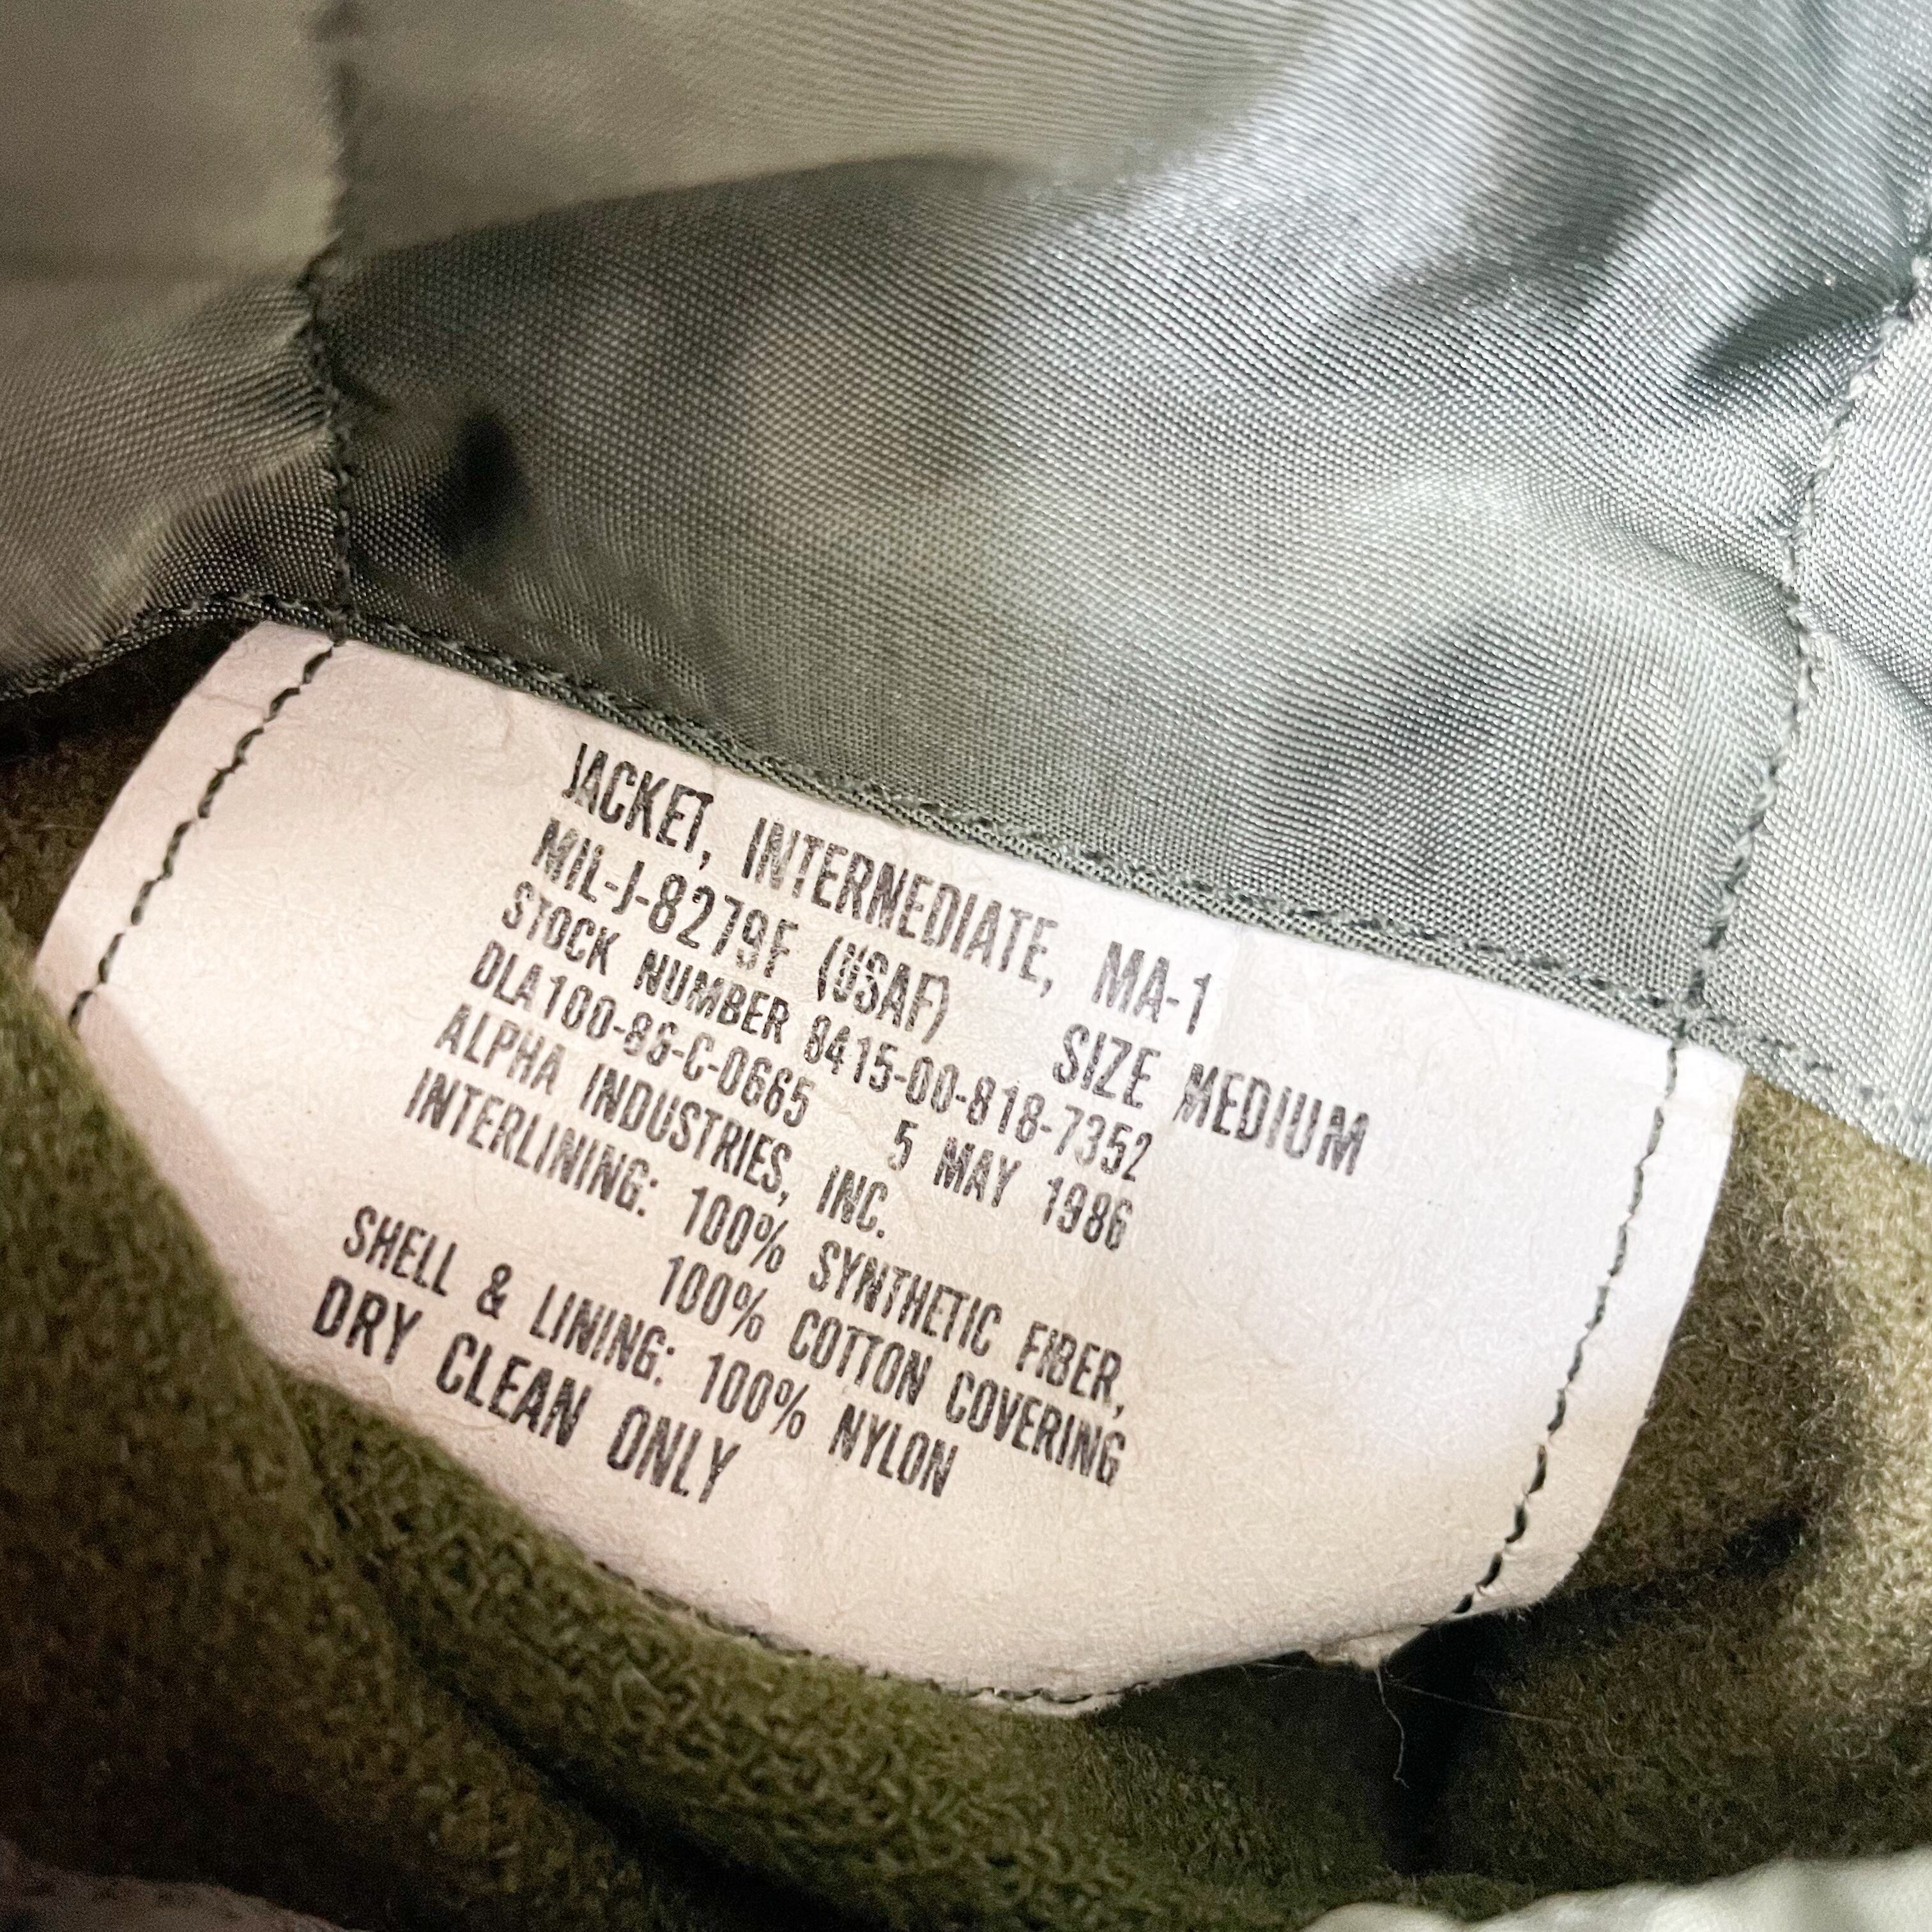 JACKET, INTERNEDIATE, MA-1
MIL-J-8279F (USAF) SIZE MEDIUM
STOCK NUMBER 8415-00-818-7352
DLA100-86-C-0665 5 MAY 1986
ALPHA INDUSTRIES, INC.
INTERLINING: 100% SYNTHETIC FIBER,
100% COTTON COVERING
SHELL & LINING: 100% NYLON
DRY CLEAN ONLY